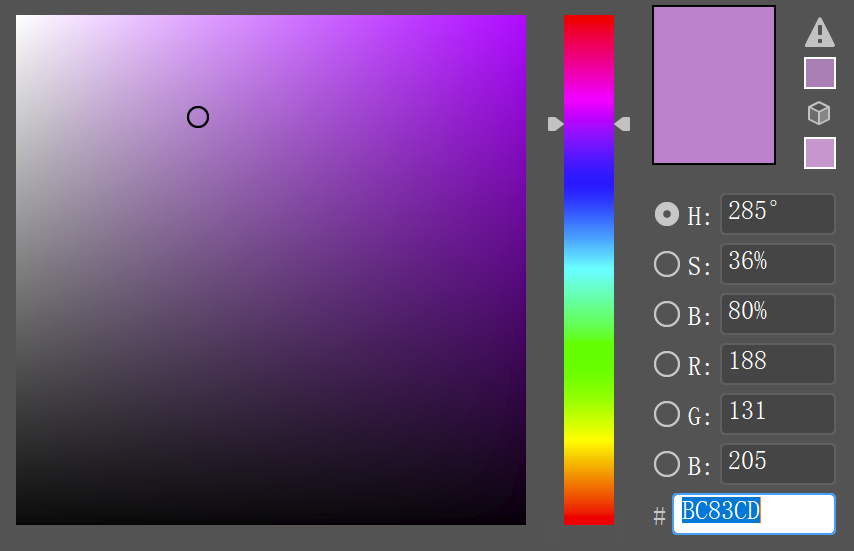 H: 285°
S: 36%
B: 80%
R: 188
G: 131
B: 205
# BC83CD